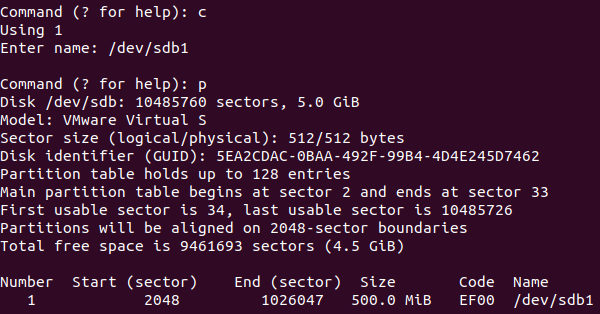 Command (? for help): c
Using 1
Enter name: /dev/sdb1
Command (? for help): p
Disk /dev/sdb: 10485760 sectors, 5.0 GiB
Model: VMware Virtual S
Sector size (logical/physical): 512/512 bytes
Disk identifier (GUID): 5EA2CDAC-0BAA-492F-99B4-4D4E245D7462
Partition table holds up to 128 entries
Main partition table begins at sector 2 and ends at sector 33
First usable sector is 34, last usable sector is 10485726
Partitions will be aligned on 2048-sector boundaries
Total free space is 9461693 sectors (4.5 GiB)
Number  Start (sector)    End (sector)  Size       Code  Name
   1            2048         1026047   500.0 MiB   EF00  /dev/sdb1